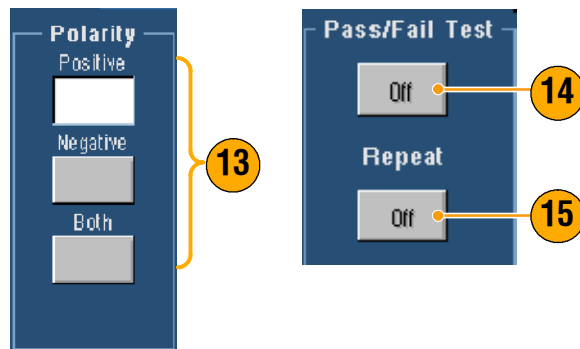 Polarity
Positive
Negative
Both
13
Pass/Fail Test
Off
14
Repeat
Off
15